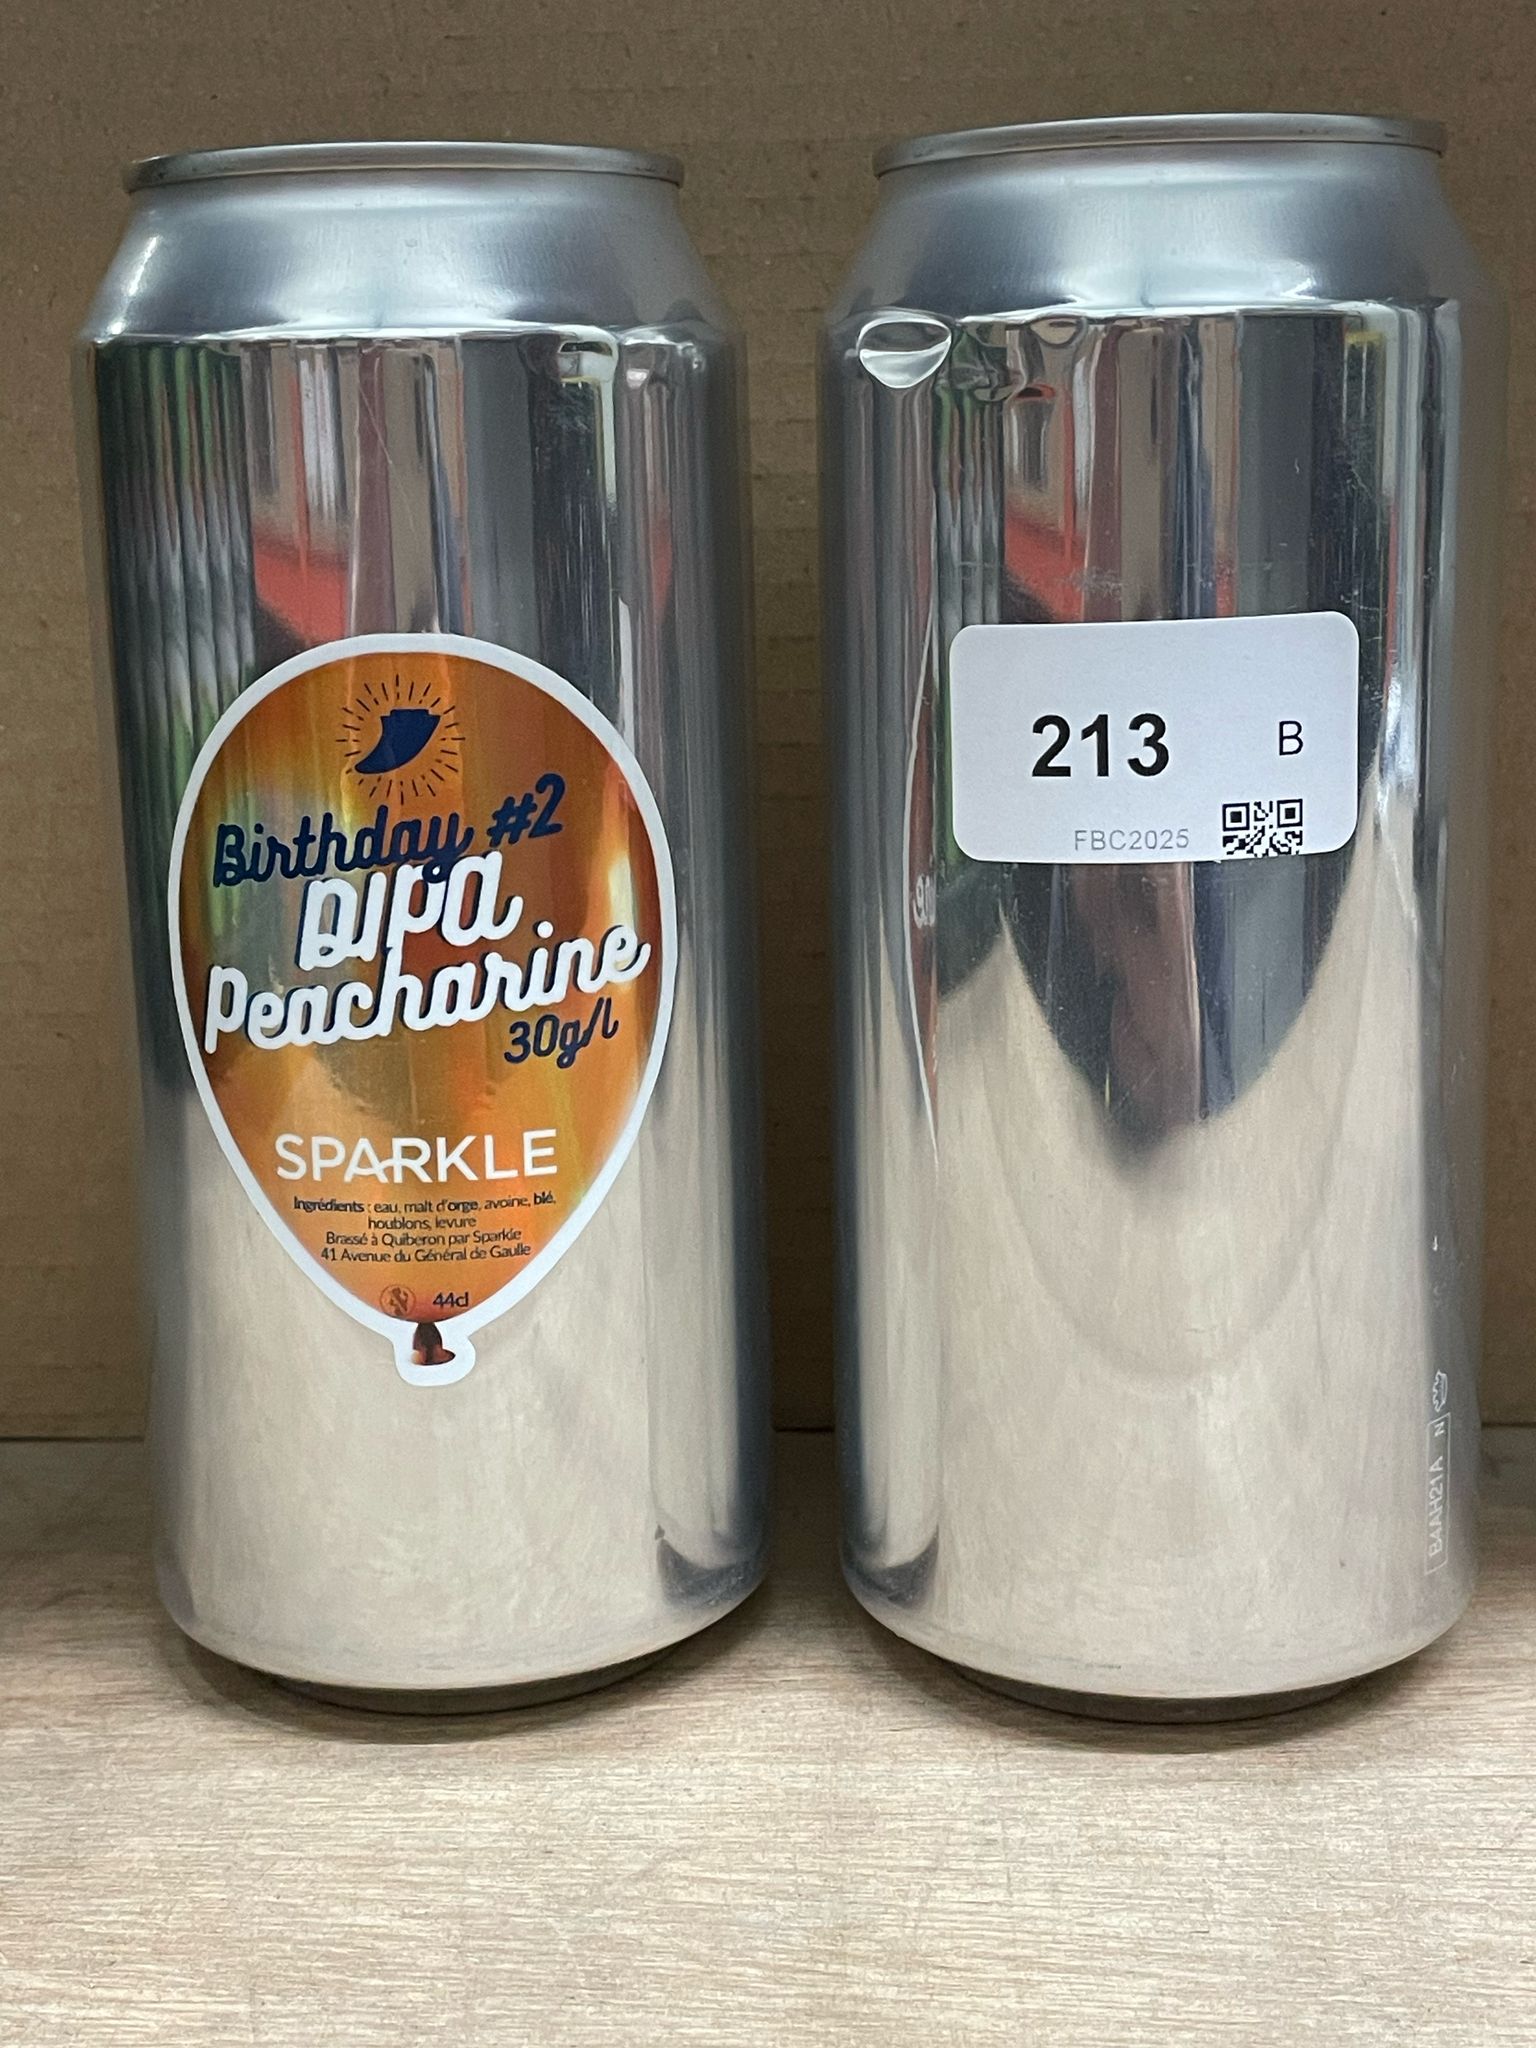 Birthday #2
DIPA
Peacharine
30g/l
SPARKLE
Ingrédients : eau, malt d'orge, avoine, blé,
houblons, levure
Brassé à Quiberon par Sparkle
41 Avenue du Général de Gaulle
44cl
213 B
FBC2025
B4AH21A N